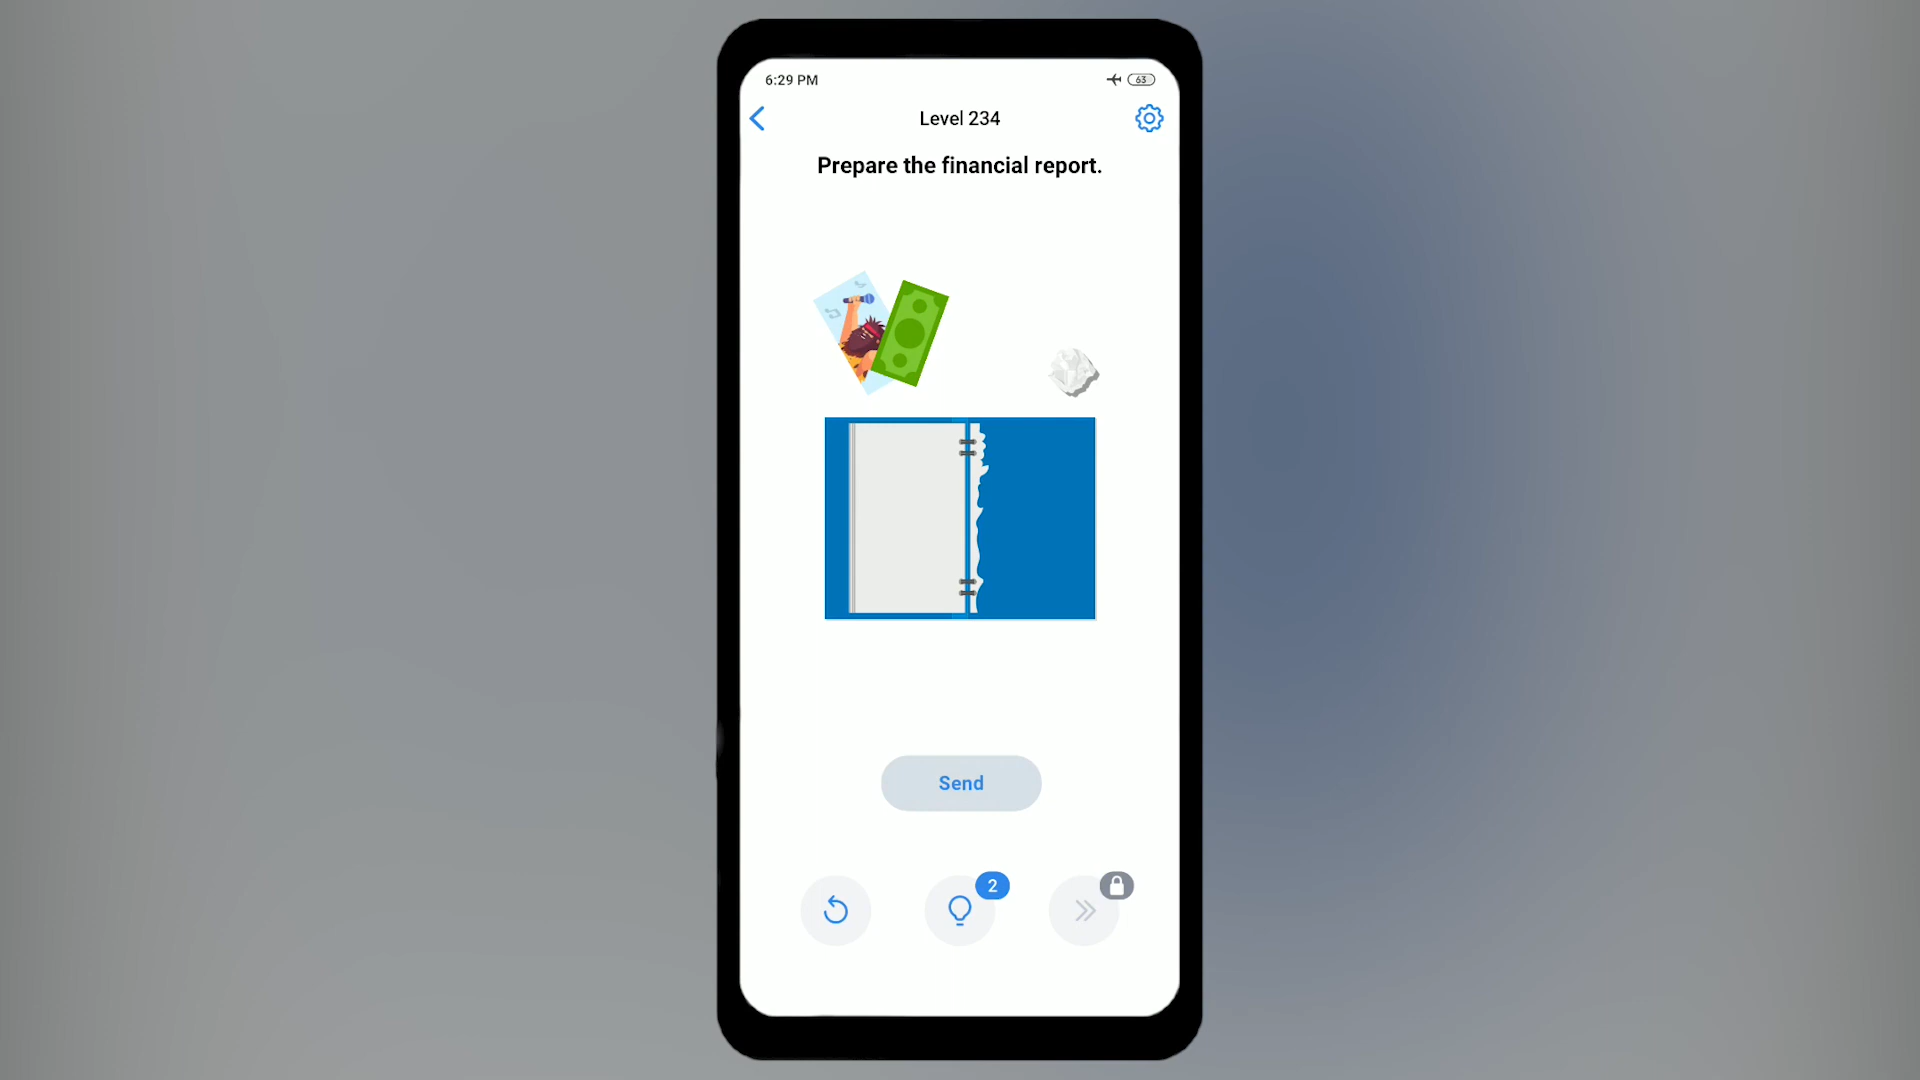 6:29 PM
63
Level 234
Prepare the financial report.
Send
2